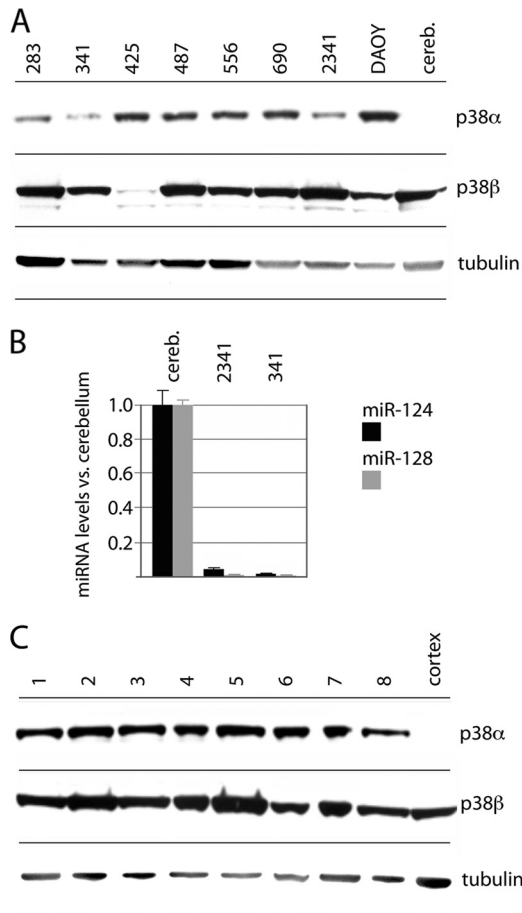 A
283 341 425 487 556 690 2341 DAOY cereb.
p38α
p38β
tubulin
B
cereb. 2341 341
miRNA levels vs. cerebellum
1.0
0.8
0.6
0.4
0.2
miR-124
miR-128
C
1 2 3 4 5 6 7 8 cortex
p38α
p38β
tubulin